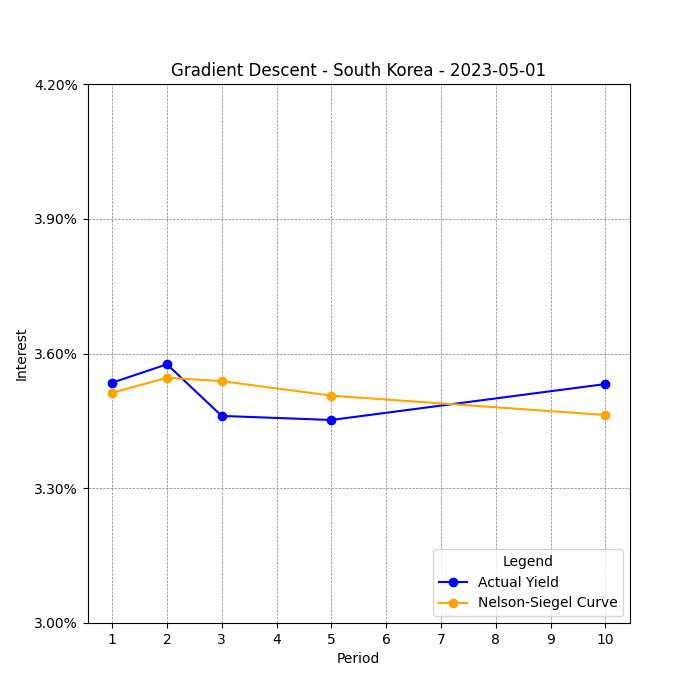 Gradient Descent - South Korea - 2023-05-01
4.20%
3.90%
3.60%
3.30%
3.00%
Interest
1 2 3 4 5 6 7 8 9 10
Period
Legend
Actual Yield
Nelson-Siegel Curve